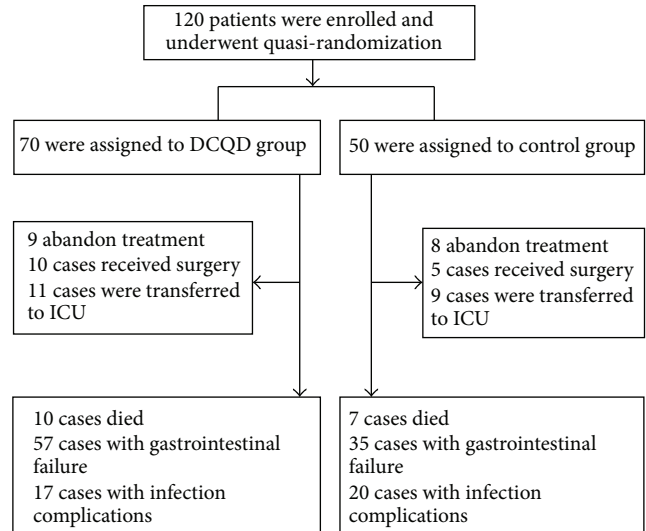 120 patients were enrolled and
underwent quasi-randomization
70 were assigned to DCQD group
50 were assigned to control group
9 abandon treatment
10 cases received surgery
11 cases were transferred
to ICU
8 abandon treatment
5 cases received surgery
9 cases were transferred
to ICU
10 cases died
57 cases with gastrointestinal
failure
17 cases with infection
complications
7 cases died
35 cases with gastrointestinal
failure
20 cases with infection
complications